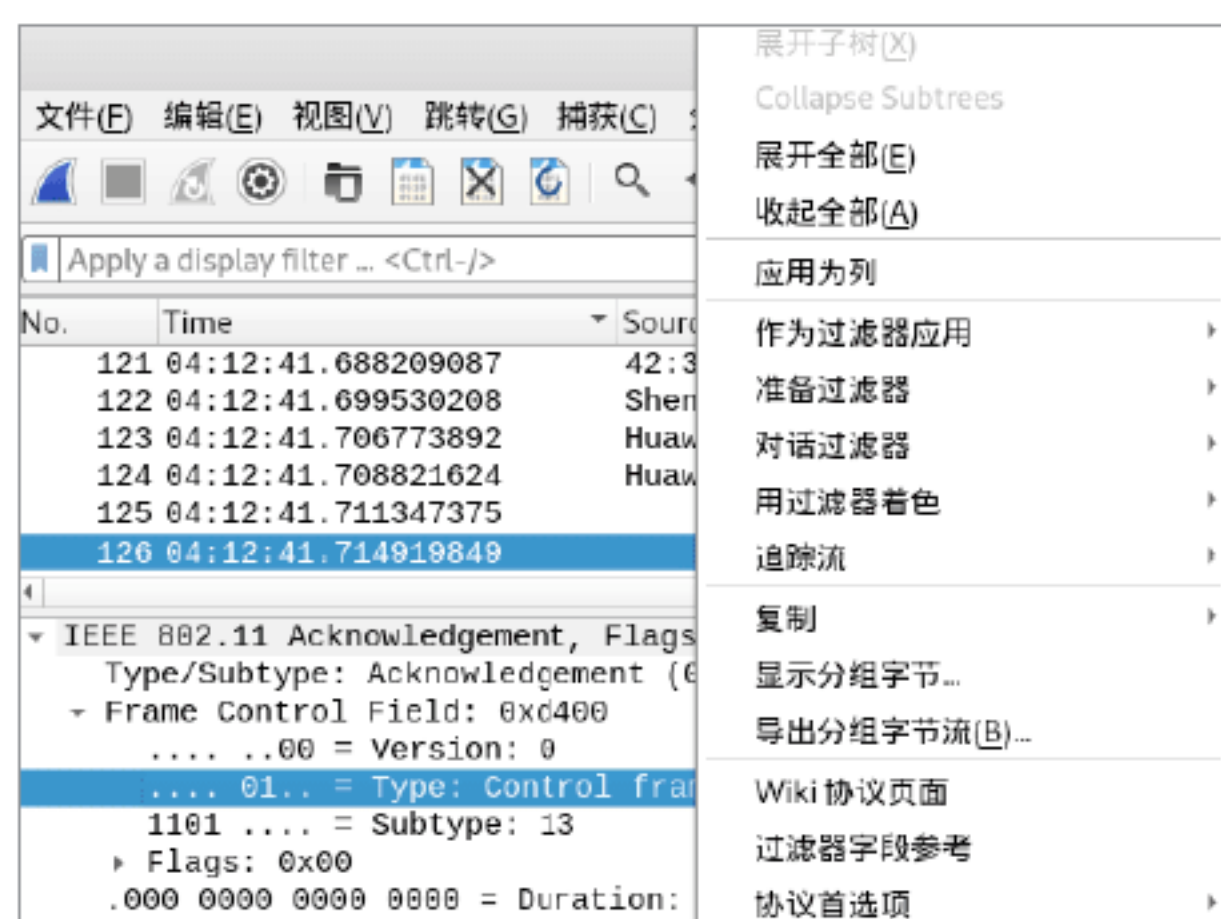 文件(F) 编辑(E) 视图(V) 跳转(G) 捕获(C)
Apply a display filter ... <Ctrl-/>
No. Time
121 04:12:41.688209087 42:3
122 04:12:41.699530208 Shen
123 04:12:41.706773892 Huaw
124 04:12:41.708821624 Huaw
125 04:12:41.711347375
126 04:12:41.714919849
IEEE 802.11 Acknowledgement, Flags
Type/Subtype: Acknowledgement (
Frame Control Field: 0xd400
.... ..00 = Version: 0
.... 01.. = Type: Control
1101 .... = Subtype: 13
Flags: 0x00
.000 0000 0000 0000 = Duration:
展开子树(X)
Collapse Subtrees
展开全部(E)
收起全部(A)
应用为列
作为过滤器应用
准备过滤器
对话过滤器
用过滤器着色
追踪流
复制
显示分组字节...
导出分组字节流(B)...
Wiki 协议页面
过滤器字段参考
协议首选项